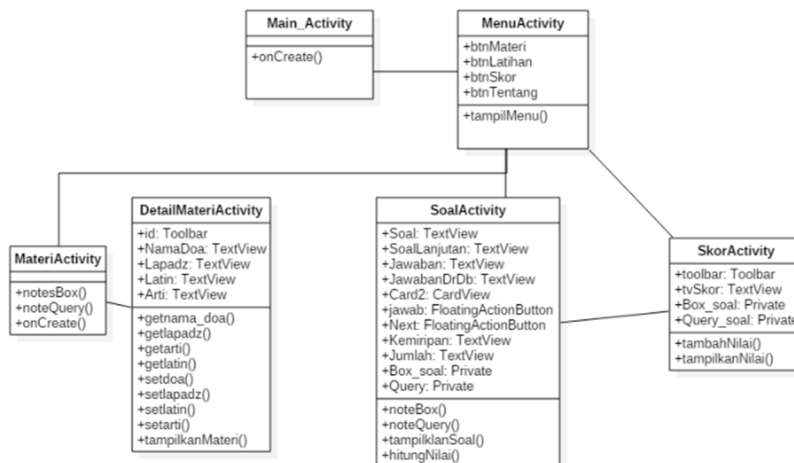 Main_Activity
+onCreate()
MenuActivity
+btnMateri
+btnLatihan
+btnSkor
+btnTentang
+tampilMenu()
MateriActivity
+notesBox()
+noteQuery()
+onCreate()
DetailMateriActivity
+id: Toolbar
+NamaDoa: TextView
+Lapadz: TextView
+Latin: TextView
+Arti: TextView
+getnama_doa()
+getlapadz()
+getarti()
+getlatin()
+setdoa()
+setlapadz()
+setlatin()
+setarti()
+tampilkanMateri()
SoalActivity
+Soal: TextView
+SoalLanjutan: TextView
+Jawaban: TextView
+JawabanDrDb: TextView
+Card2: CardView
+jawab: FloatingActionButton
+Next: FloatingActionButton
+Kemiripan: TextView
+Jumlah: TextView
+Box_soal: Private
+Query: Private
+noteBox()
+noteQuery()
+tampilklanSoal()
+hitungNilai()
SkorActivity
+toolbar: Toolbar
+tvSkor: TextView
+Box_soal: Private
+Query_soal: Private
+tambahNilai()
+tampilkanNilai()